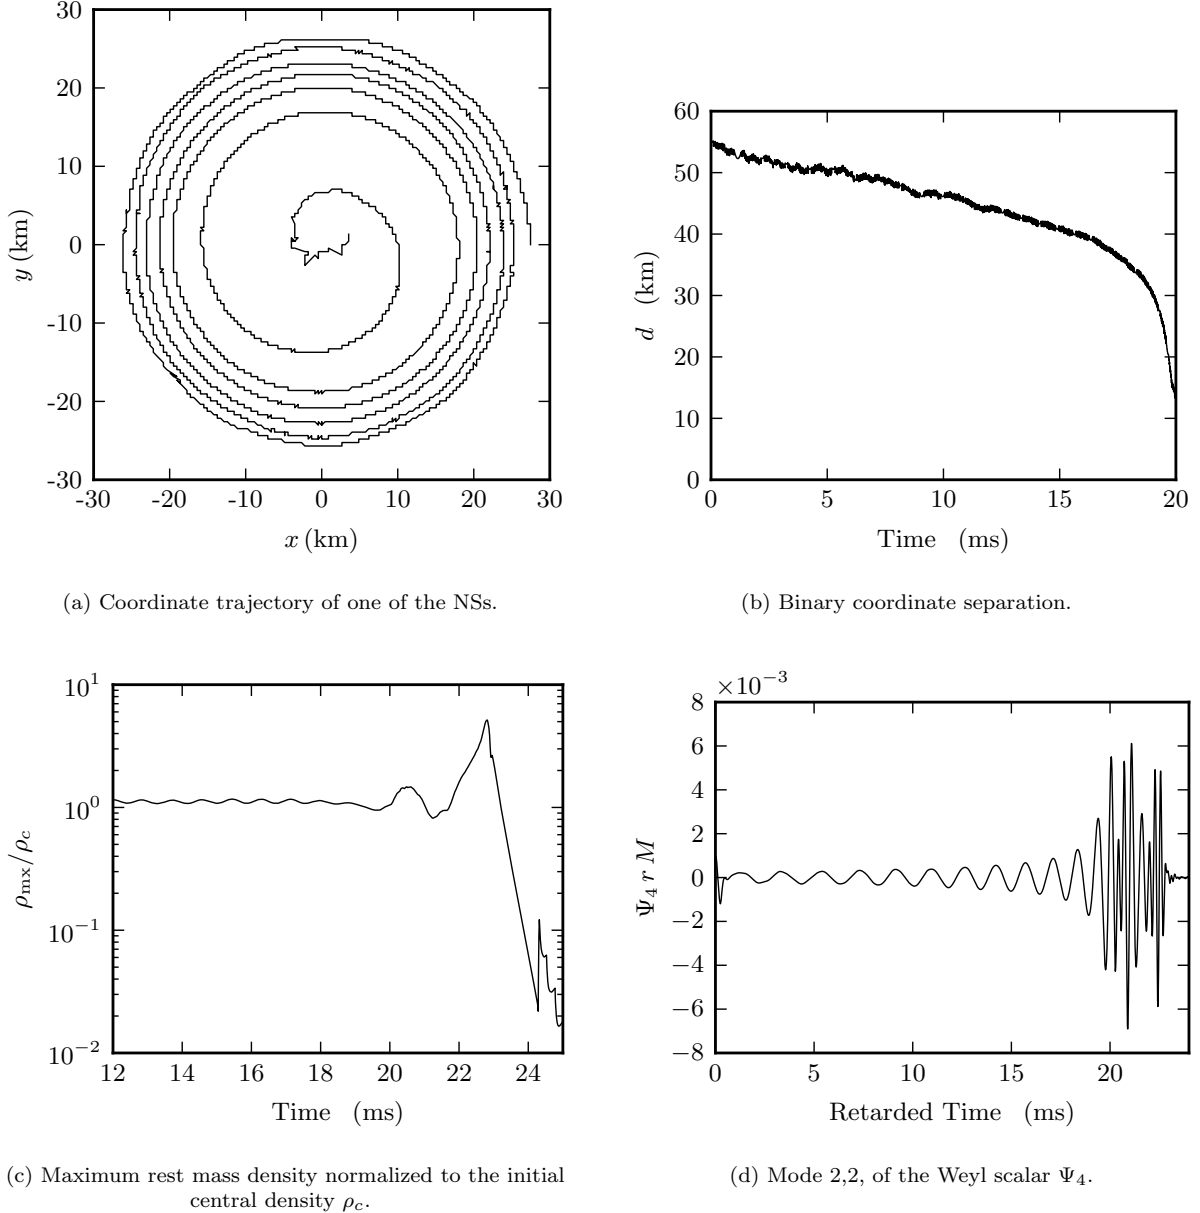 30
20
10
0
-10
-20
-30
-30 -20 -10 0 10 20 30
y (km)
x (km)
(a) Coordinate trajectory of one of the NSs.
60
50
40
30
20
10
0
0 5 10 15 20
d (km)
Time (ms)
(b) Binary coordinate separation.
10¹
10⁰
10⁻¹
10⁻²
12 14 16 18 20 22 24
ρmx/ρc
Time (ms)
(c) Maximum rest mass density normalized to the initial
central density ρc.
×10⁻³
8
6
4
2
0
−2
−4
−6
−8
0 5 10 15 20
Ψ₄ r M
Retarded Time (ms)
(d) Mode 2,2, of the Weyl scalar Ψ₄.